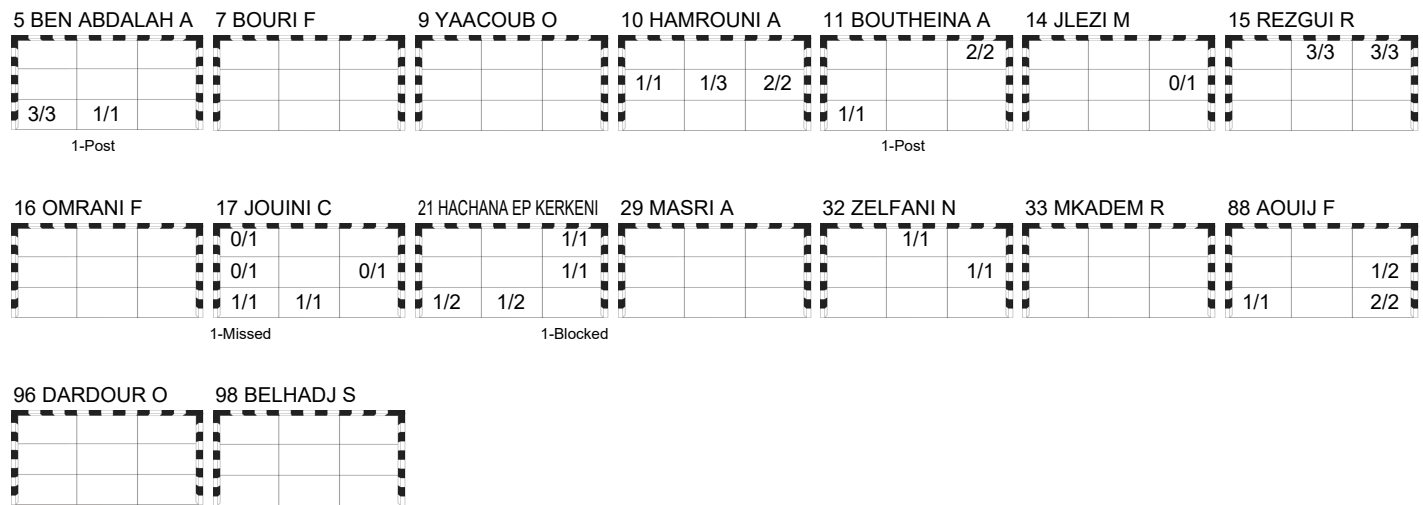 5 BEN ABDALAH A 7 BOURI F 9 YAACOUB O 10 HAMROUNI A 11 BOUTHEINA A 14 JLEZI M 15 REZGUI R
2/2 3/3 3/3
1/1 1/3 2/2 0/1
3/3 1/1 1/1
1-Post 1-Post
16 OMRANI F 17 JOUINI C 21 HACHANA EP KERKENI 29 MASRI A 32 ZELFANI N 33 MKADEM R 88 AOUIJ F
0/1 1/1 1/1
0/1 0/1 1/1 1/1 1/2
1/1 1/1 1/2 1/2 1/1 2/2
1-Missed 1-Blocked
96 DARDOUR O 98 BELHADJ S